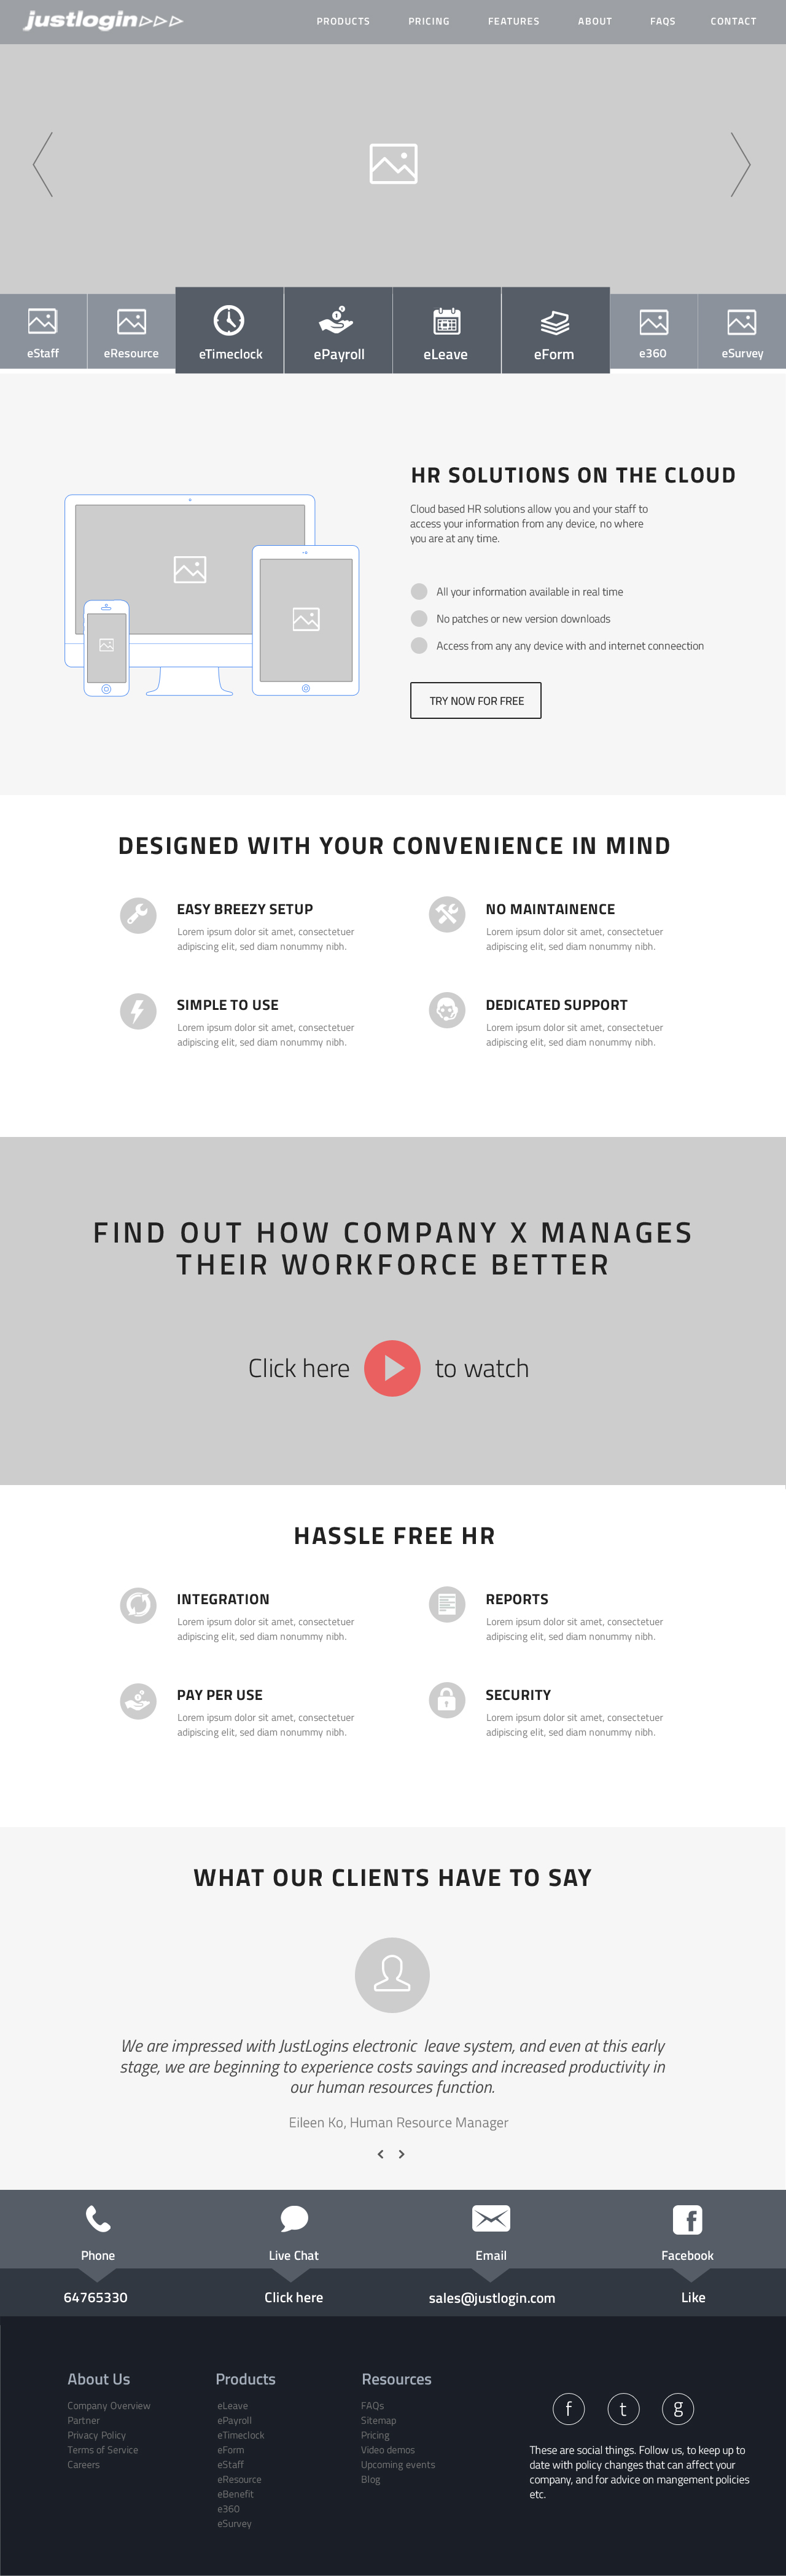 justlogin
PRODUCTS PRICING FEATURES ABOUT FAQS CONTACT
eStaff eResource eTimeclock ePayroll eLeave eForm e360 eSurvey
HR SOLUTIONS ON THE CLOUD
Cloud based HR solutions allow you and your staff to
access your information from any device, no where
you are at any time.
All your information available in real time
No patches or new version downloads
Access from any any device with and internet conneection
TRY NOW FOR FREE
DESIGNED WITH YOUR CONVENIENCE IN MIND
EASY BREEZY SETUP
Lorem ipsum dolor sit amet, consectetuer
adipiscing elit, sed diam nonummy nibh.
NO MAINTAINENCE
Lorem ipsum dolor sit amet, consectetuer
adipiscing elit, sed diam nonummy nibh.
SIMPLE TO USE
Lorem ipsum dolor sit amet, consectetuer
adipiscing elit, sed diam nonummy nibh.
DEDICATED SUPPORT
Lorem ipsum dolor sit amet, consectetuer
adipiscing elit, sed diam nonummy nibh.
FIND OUT HOW COMPANY X MANAGES
THEIR WORKFORCE BETTER
Click here to watch
HASSLE FREE HR
INTEGRATION
Lorem ipsum dolor sit amet, consectetuer
adipiscing elit, sed diam nonummy nibh.
REPORTS
Lorem ipsum dolor sit amet, consectetuer
adipiscing elit, sed diam nonummy nibh.
PAY PER USE
Lorem ipsum dolor sit amet, consectetuer
adipiscing elit, sed diam nonummy nibh.
SECURITY
Lorem ipsum dolor sit amet, consectetuer
adipiscing elit, sed diam nonummy nibh.
WHAT OUR CLIENTS HAVE TO SAY
We are impressed with JustLogins electronic leave system, and even at this early
stage, we are beginning to experience costs savings and increased productivity in
our human resources function.
Eileen Ko, Human Resource Manager
Phone Live Chat Email Facebook
64765330 Click here sales@justlogin.com Like
About Us
Company Overview
Partner
Privacy Policy
Terms of Service
Careers
Products
eLeave
ePayroll
eTimeclock
eForm
eStaff
eResource
eBenefit
e360
eSurvey
Resources
FAQs
Sitemap
Pricing
Video demos
Upcoming events
Blog
f t g
These are social things. Follow us, to keep up to
date with policy changes that can affect your
company, and for advice on mangement policies
etc.